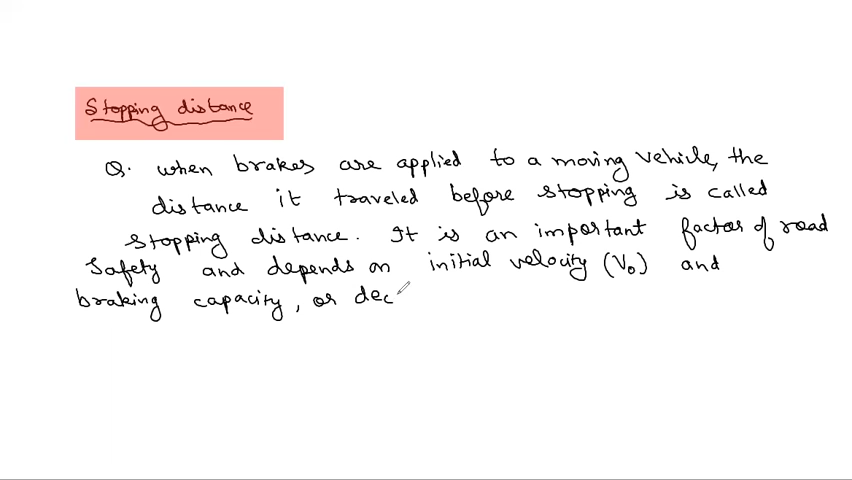 Stopping distance
Q. when brakes are applied to a moving vehicle, the
distance it traveled before stopping is called
stopping distance. It is an important factor of road
safety and depends on initial velocity (V₀) and
braking capacity, or dec